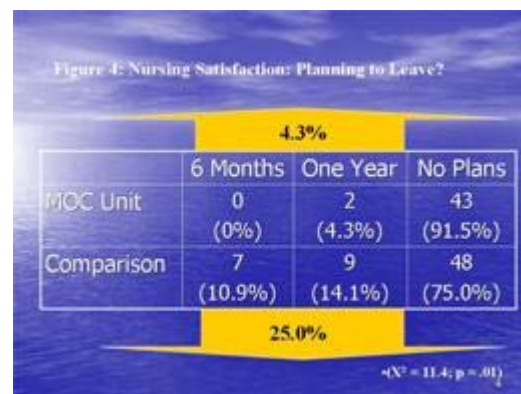 Figure 4: Nursing Satisfaction: Planning to Leave?
4.3%
6 Months One Year No Plans
MOC Unit 0 2 43
(0%) (4.3%) (91.5%)
Comparison 7 9 48
(10.9%) (14.1%) (75.0%)
25.0%
•(X² = 11.4; p = .01)